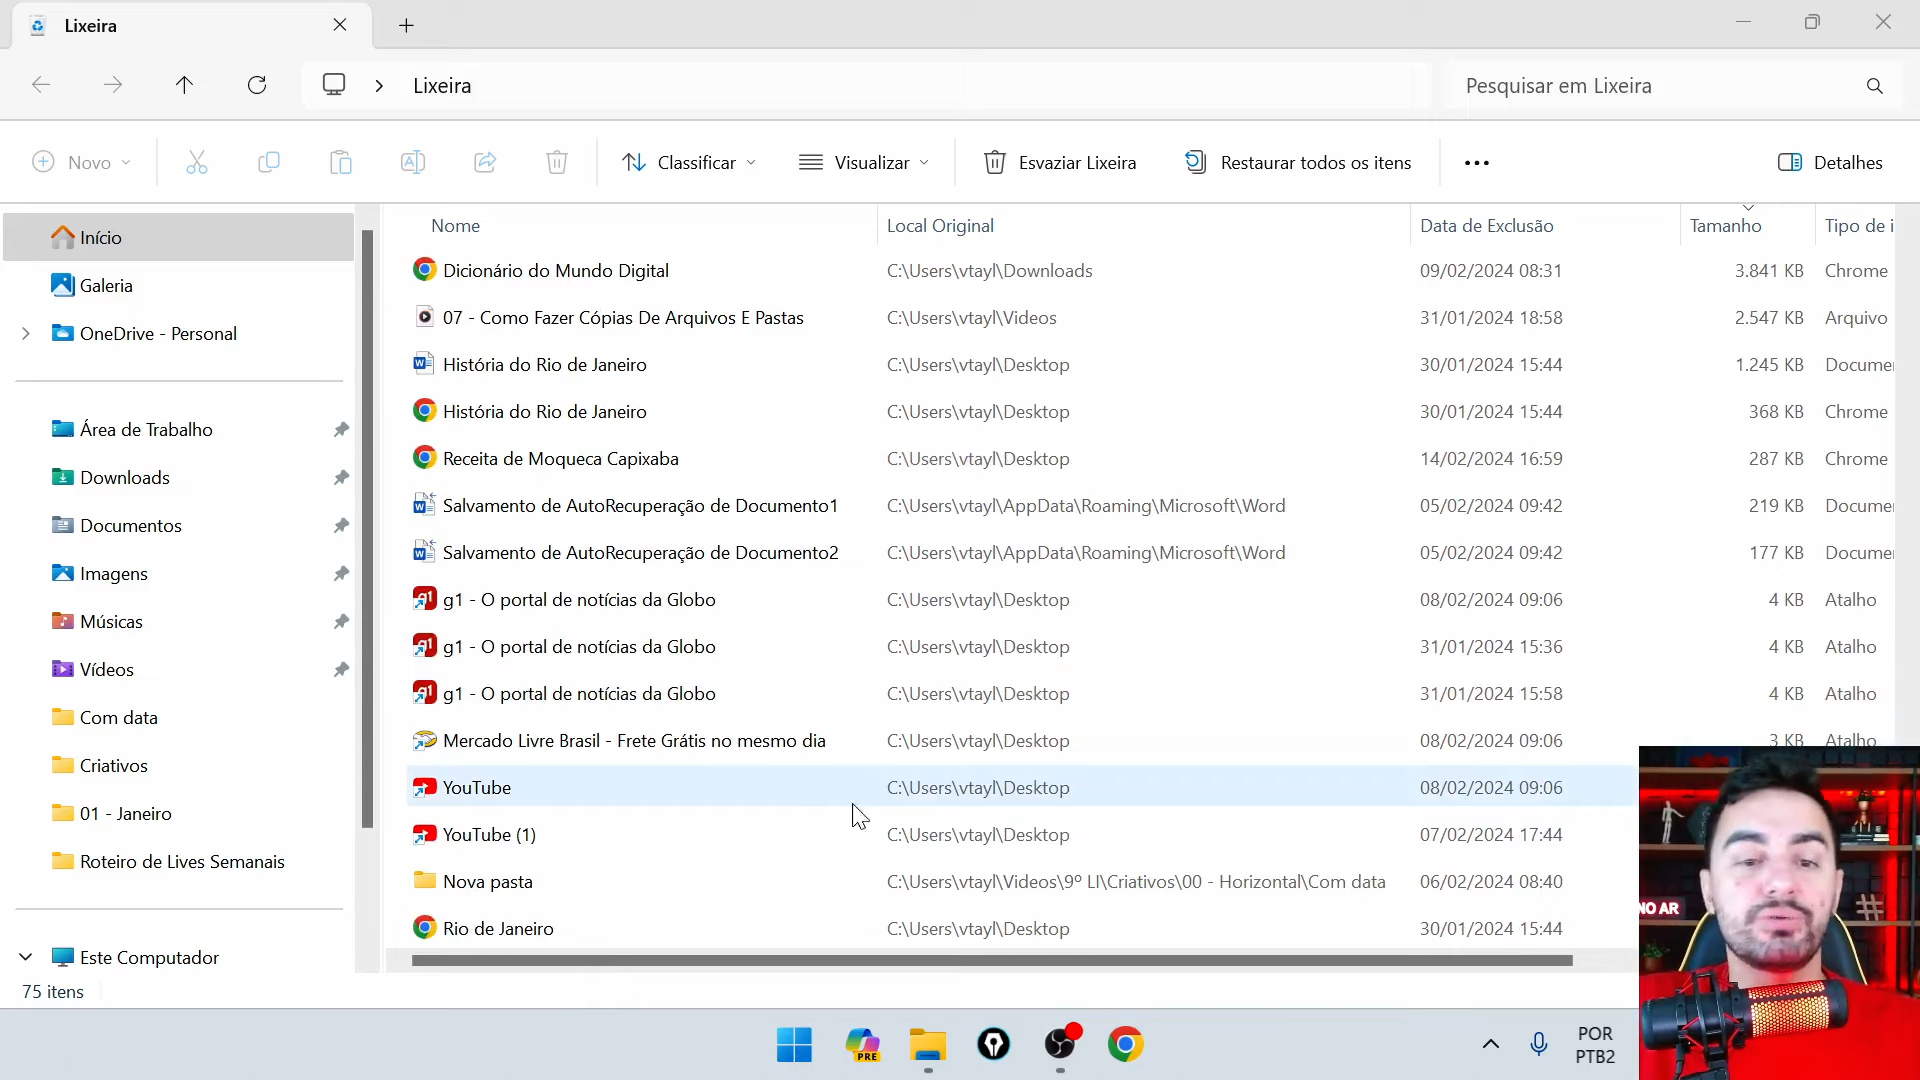 Lixeira
Lixeira
Pesquisar em Lixeira
Novo
Classificar
Visualizar
Esvaziar Lixeira
Restaurar todos os itens
Detalhes
Início
Galeria
OneDrive - Personal
Área de Trabalho
Downloads
Documentos
Imagens
Músicas
Vídeos
Com data
Criativos
01 - Janeiro
Roteiro de Lives Semanais
Este Computador
Nome Local Original Data de Exclusão Tamanho Tipo de i
Dicionário do Mundo Digital C:\Users\vtayl\Downloads 09/02/2024 08:31 3.841 KB Chrome
07 - Como Fazer Cópias De Arquivos E Pastas C:\Users\vtayl\Videos 31/01/2024 18:58 2.547 KB Arquivo
História do Rio de Janeiro C:\Users\vtayl\Desktop 30/01/2024 15:44 1.245 KB Docume
História do Rio de Janeiro C:\Users\vtayl\Desktop 30/01/2024 15:44 368 KB Chrome
Receita de Moqueca Capixaba C:\Users\vtayl\Desktop 14/02/2024 16:59 287 KB Chrome
Salvamento de AutoRecuperação de Documento1 C:\Users\vtayl\AppData\Roaming\Microsoft\Word 05/02/2024 09:42 219 KB Docume
Salvamento de AutoRecuperação de Documento2 C:\Users\vtayl\AppData\Roaming\Microsoft\Word 05/02/2024 09:42 177 KB Docume
g1 - O portal de notícias da Globo C:\Users\vtayl\Desktop 08/02/2024 09:06 4 KB Atalho
g1 - O portal de notícias da Globo C:\Users\vtayl\Desktop 31/01/2024 15:36 4 KB Atalho
g1 - O portal de notícias da Globo C:\Users\vtayl\Desktop 31/01/2024 15:58 4 KB Atalho
Mercado Livre Brasil - Frete Grátis no mesmo dia C:\Users\vtayl\Desktop 08/02/2024 09:06 3 KB Atalho
YouTube C:\Users\vtayl\Desktop 08/02/2024 09:06
YouTube (1) C:\Users\vtayl\Desktop 07/02/2024 17:44
Nova pasta C:\Users\vtayl\Videos\9º LI\Criativos\00 - Horizontal\Com data 06/02/2024 08:40
Rio de Janeiro C:\Users\vtayl\Desktop 30/01/2024 15:44
75 itens
NO AR
PRE
POR
PTB2